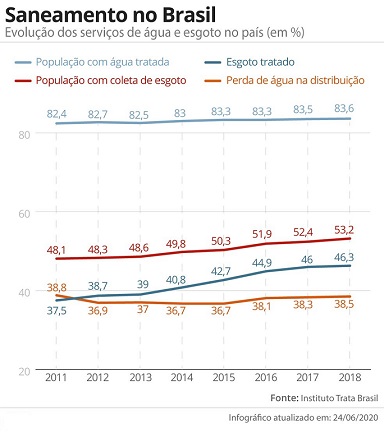 Saneamento no Brasil
Evolução dos serviços de água e esgoto no país (em %)
População com água tratada
Esgoto tratado
População com coleta de esgoto
Perda de água na distribuição
82,4 82,7 82,5 83 83,3 83,3 83,5 83,6
80
60
48,1 48,3 48,6 49,8 50,3 51,9 52,4 53,2
37,5 38,7 39 40,8 42,7 44,9 46 46,3
40
38,8 36,9 37 36,7 36,7 38,1 38,3 38,5
20
2011 2012 2013 2014 2015 2016 2017 2018
Fonte: Instituto Trata Brasil
Infográfico atualizado em: 24/06/2020